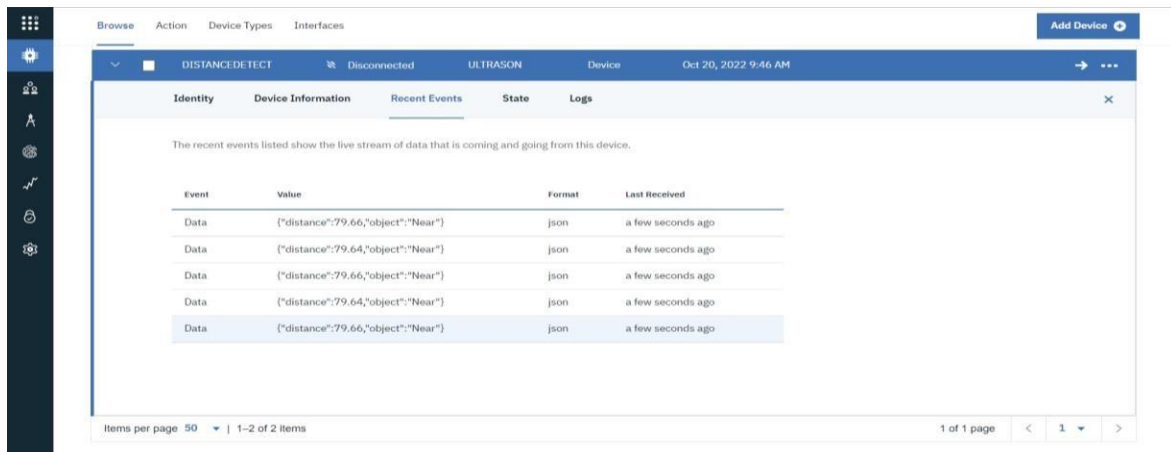 Browse Action Device Types Interfaces Add Device
DISTANCEDETECT Disconnected ULTRASON Device Oct 20, 2022 9:46 AM
Identity Device Information Recent Events State Logs
The recent events listed show the live stream of data that is coming and going from this device.
Event Value Format Last Received
Data {"distance":79.66,"object":"Near"} json a few seconds ago
Data {"distance":79.64,"object":"Near"} json a few seconds ago
Data {"distance":79.66,"object":"Near"} json a few seconds ago
Data {"distance":79.64,"object":"Near"} json a few seconds ago
Data {"distance":79.66,"object":"Near"} json a few seconds ago
Items per page 50 | 1–2 of 2 items 1 of 1 page 1